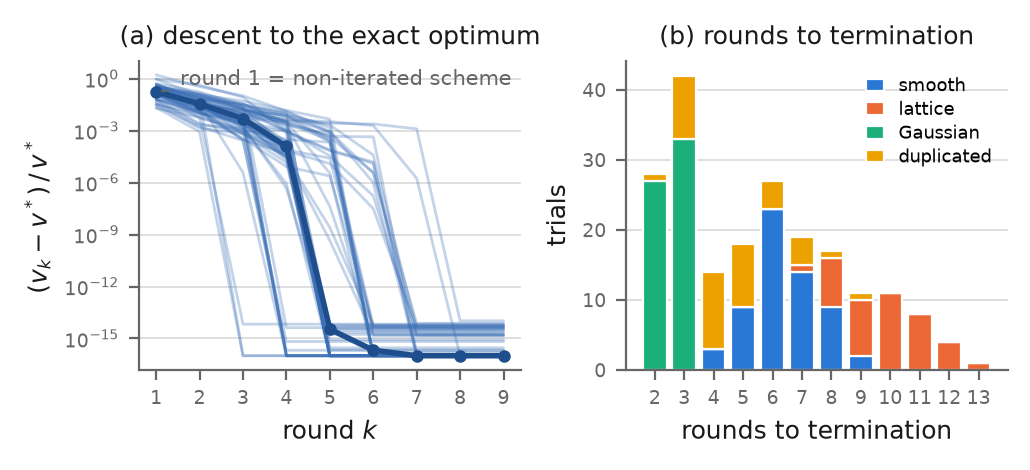 (a) descent to the exact optimum
round 1 = non-iterated scheme
(v_k − v*) / v*
10⁰
10⁻³
10⁻⁶
10⁻⁹
10⁻¹²
10⁻¹⁵
1 2 3 4 5 6 7 8 9
round k
(b) rounds to termination
smooth
lattice
Gaussian
duplicated
trials
40
30
20
10
0
2 3 4 5 6 7 8 9 10 11 12 13
rounds to termination